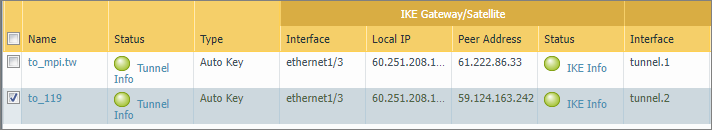 IKE Gateway/Satellite
Name Status Type Interface Local IP Peer Address Status Interface
to_mpi.tw Tunnel Info Auto Key ethernet1/3 60.251.208.1... 61.222.86.33 IKE Info tunnel.1
to_119 Tunnel Info Auto Key ethernet1/3 60.251.208.1... 59.124.163.242 IKE Info tunnel.2